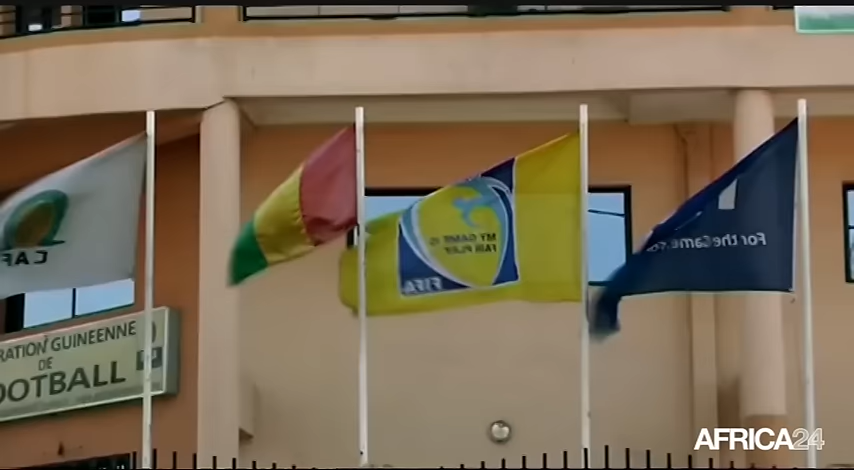 CAF
RATION GUINEENNE
DE
OOTBALL
MY GAME IS
FAIR PLAY
FIFA
For the Game.
AFRICA24